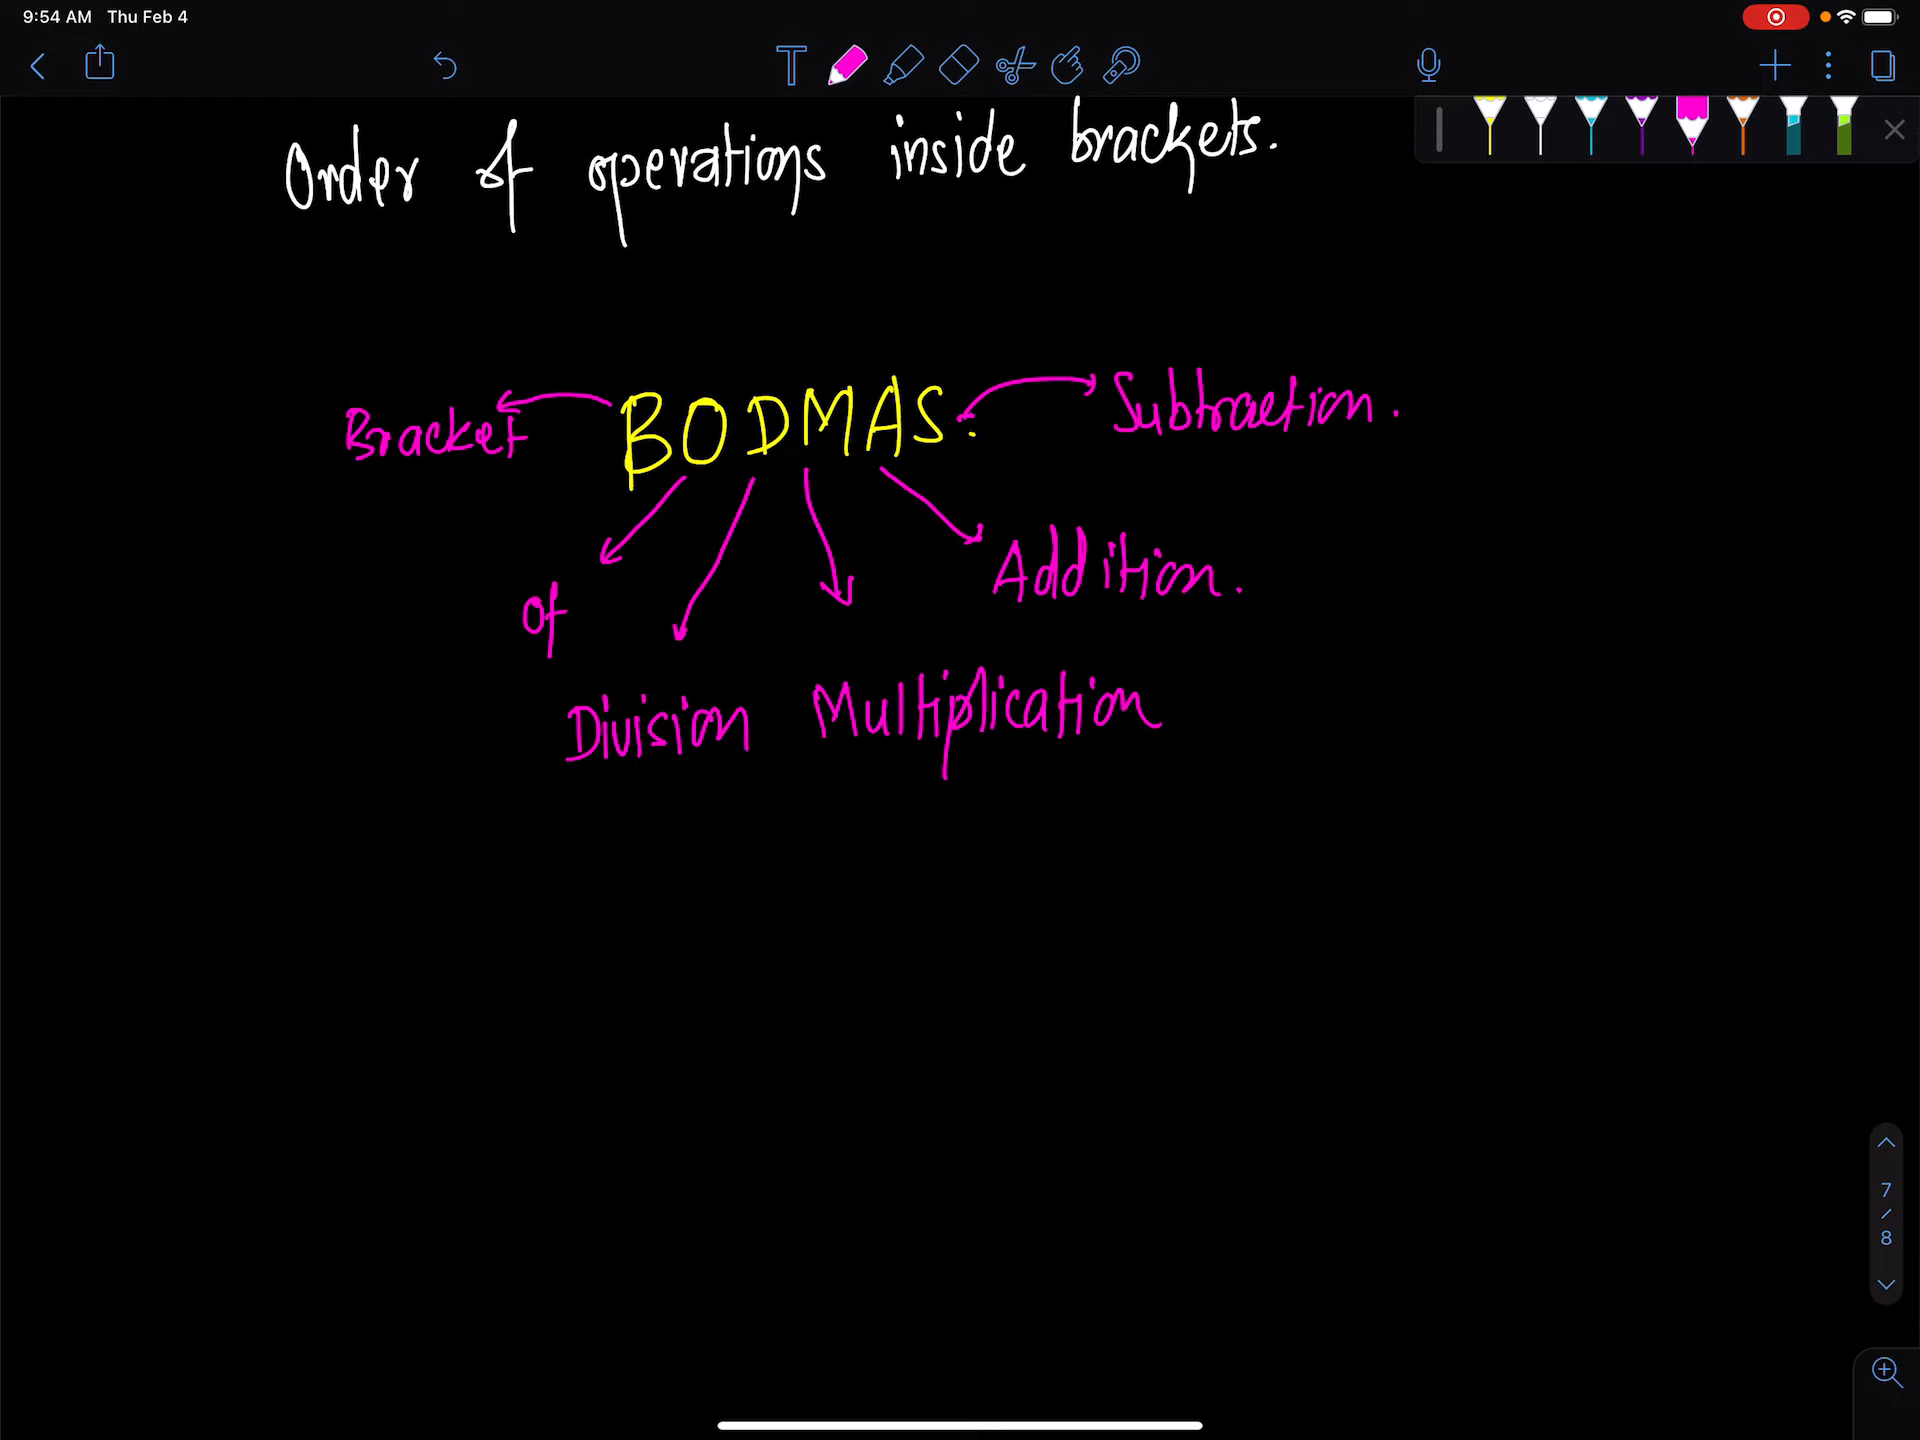 9:54 AM Thu Feb 4
Order of operations inside brackets.
Bracket BODMAS. Subtraction.
Of
Addition.
Division Multiplication
7
/
8